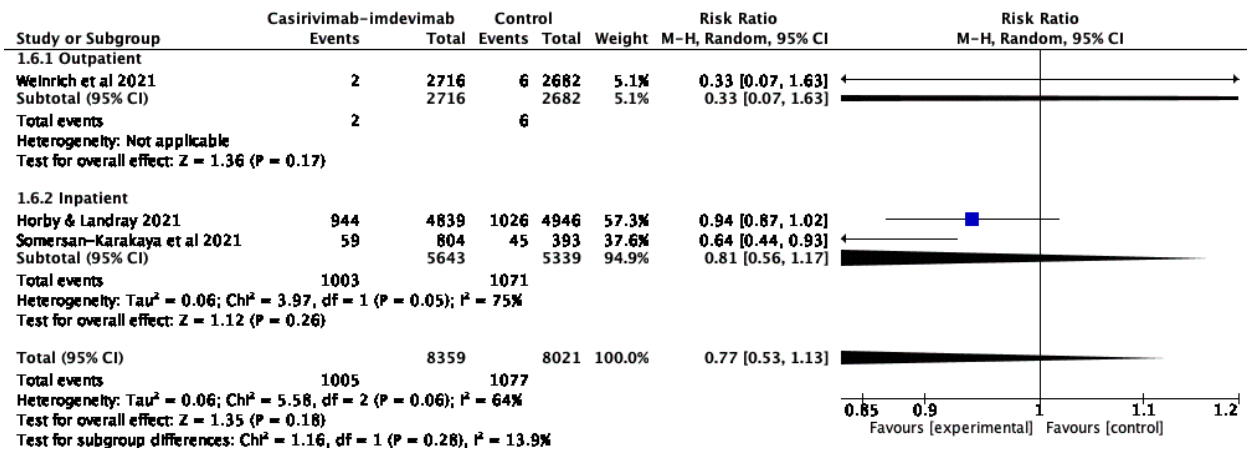 Casirivimab-imdevimab Control Risk Ratio Risk Ratio
Study or Subgroup Events Total Events Total Weight M-H, Random, 95% CI M-H, Random, 95% CI
1.6.1 Outpatient
Weinrich et al 2021 2 2716 6 2682 5.1% 0.33 [0.07, 1.63]
Subtotal (95% CI) 2716 2682 5.1% 0.33 [0.07, 1.63]
Total events 2 6
Heterogeneity: Not applicable
Test for overall effect: Z = 1.36 (P = 0.17)
1.6.2 Inpatient
Horby & Landray 2021 944 4839 1026 4946 57.3% 0.94 [0.87, 1.02]
Somersan-Karakaya et al 2021 59 804 45 393 37.6% 0.64 [0.44, 0.93]
Subtotal (95% CI) 5643 5339 94.9% 0.81 [0.56, 1.17]
Total events 1003 1071
Heterogeneity: Tau² = 0.06; Chi² = 3.97, df = 1 (P = 0.05); I² = 75%
Test for overall effect: Z = 1.12 (P = 0.26)
Total (95% CI) 8359 8021 100.0% 0.77 [0.53, 1.13]
Total events 1005 1077
Heterogeneity: Tau² = 0.06; Chi² = 5.58, df = 2 (P = 0.06); I² = 64%
Test for overall effect: Z = 1.35 (P = 0.18)
Test for subgroup differences: Chi² = 1.16, df = 1 (P = 0.28), I² = 13.9%
0.85 0.9 1 1.1 1.2
Favours [experimental] Favours [control]